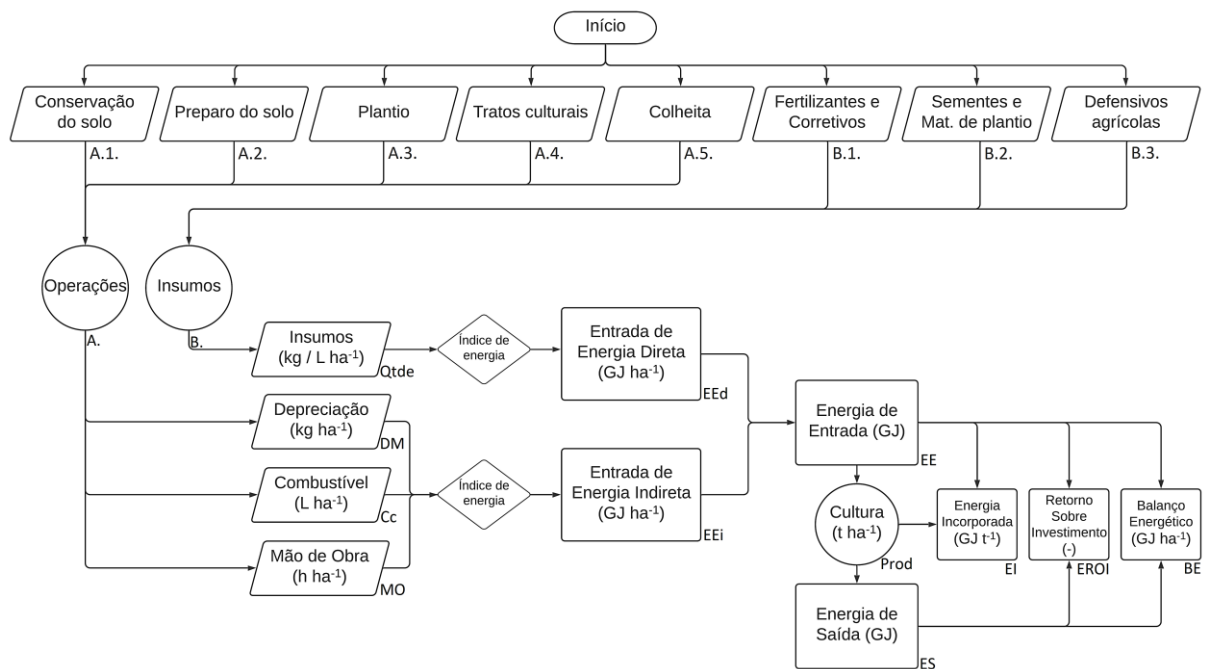 Início
Conservação
do solo
A.1.
Preparo do solo
A.2.
Plantio
A.3.
Tratos culturais
A.4.
Colheita
A.5.
Fertilizantes e
Corretivos
B.1.
Sementes e
Mat. de plantio
B.2.
Defensivos
agrícolas
B.3.
Operações
A.
Insumos
B.
Insumos
(kg / L ha⁻¹)
Qtde
Índice de
energia
Entrada de
Energia Direta
(GJ ha⁻¹)
EEd
Depreciação
(kg ha⁻¹)
DM
Combustível
(L ha⁻¹)
Cc
Mão de Obra
(h ha⁻¹)
MO
Índice de
energia
Entrada de
Energia Indireta
(GJ ha⁻¹)
EEi
Energia de
Entrada (GJ)
EE
Cultura
(t ha⁻¹)
Prod
Energia
Incorporada
(GJ t⁻¹)
EI
Retorno
Sobre
Investimento
(-)
EROI
Balanço
Energético
(GJ ha⁻¹)
BE
Energia de
Saída (GJ)
ES